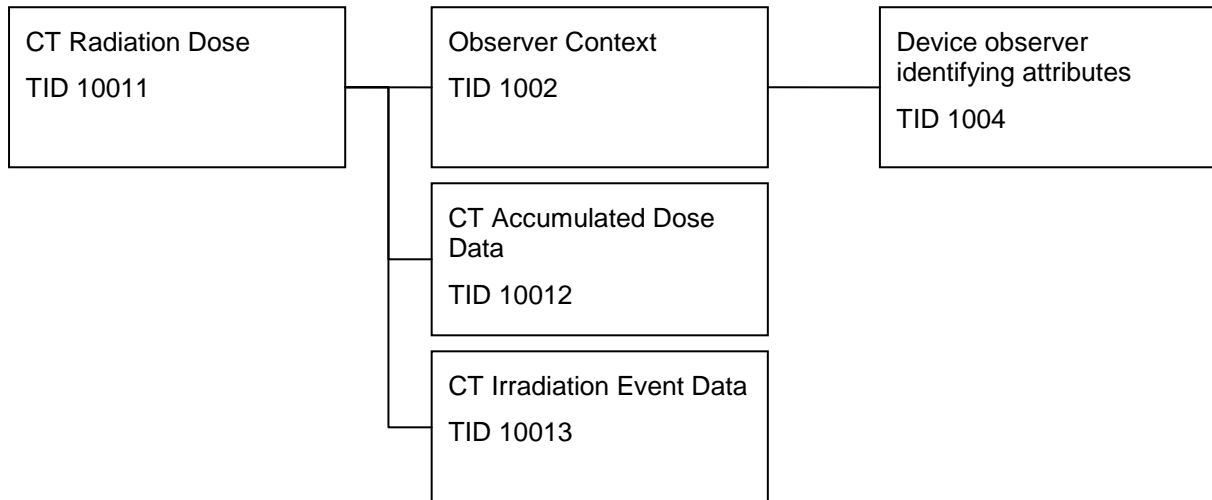 CT Radiation Dose
TID 10011
Observer Context
TID 1002
Device observer
identifying attributes
TID 1004
CT Accumulated Dose
Data
TID 10012
CT Irradiation Event Data
TID 10013